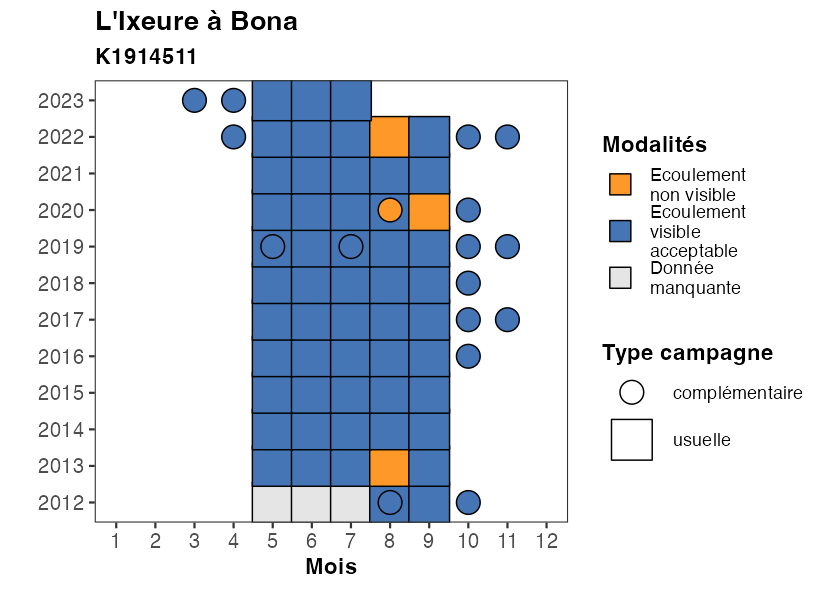 L'Ixeure à Bona
K1914511
2023
2022
2021
2020
2019
2018
2017
2016
2015
2014
2013
2012
1 2 3 4 5 6 7 8 9 10 11 12
Mois
Modalités
Ecoulement
non visible
Ecoulement
visible
acceptable
Donnée
manquante
Type campagne
complémentaire
usuelle